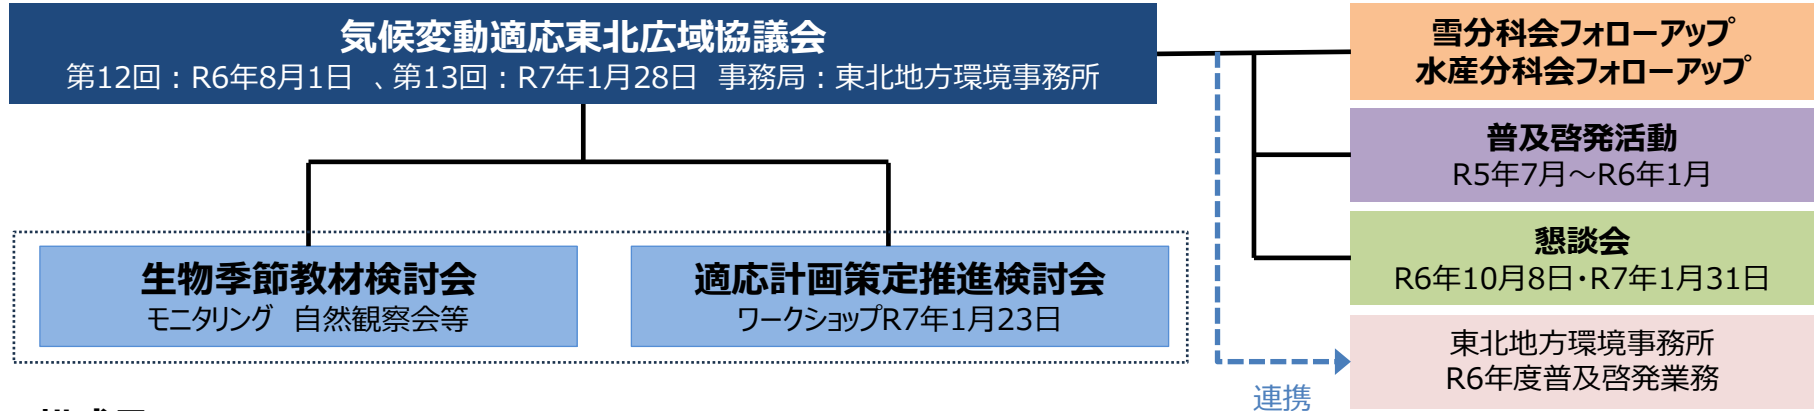 気候変動適応東北広域協議会
第12回：R6年8月1日 、第13回：R7年1月28日 事務局：東北地方環境事務所
雪分科会フォローアップ
水産分科会フォローアップ
普及啓発活動
R5年7月～R6年1月
懇談会
R6年10月8日・R7年1月31日
生物季節教材検討会
モニタリング 自然観察会等
適応計画策定推進検討会
ワークショップR7年1月23日
東北地方環境事務所
R6年度普及啓発業務
連携